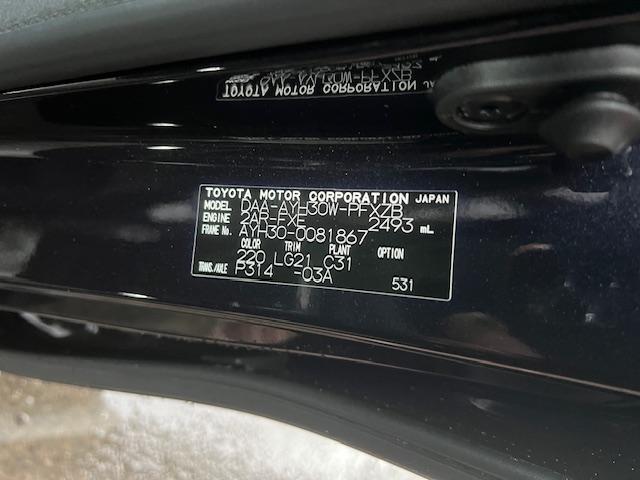 TOYOTA MOTOR CORPORATION JAPAN
MODEL DAA-AYH30W-PFXZB
ENGINE 2AR-FXE 2493 mL
FRAME No. AYH30-0081867
COLOR TRIM PLANT OPTION
220 LG21 C31
TRANS./AXLE P314 -03A 531